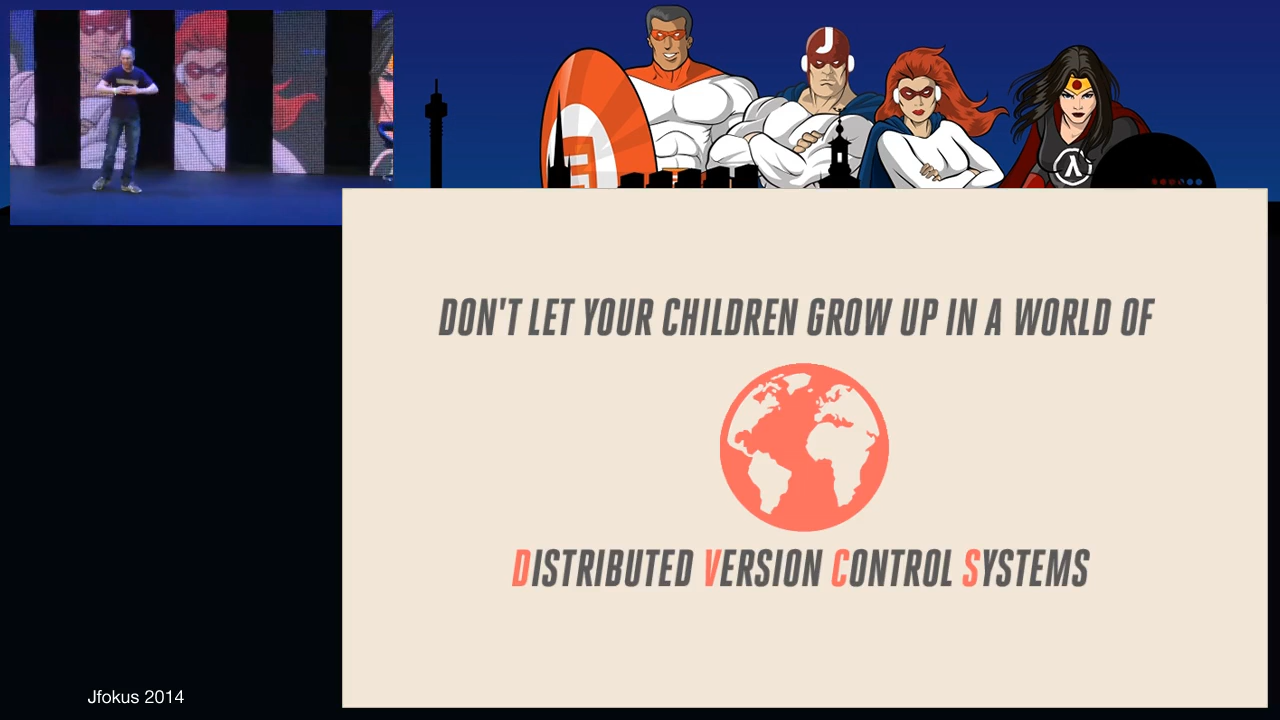 J
DON'T LET YOUR CHILDREN GROW UP IN A WORLD OF
DISTRIBUTED VERSION CONTROL SYSTEMS
Jfokus 2014